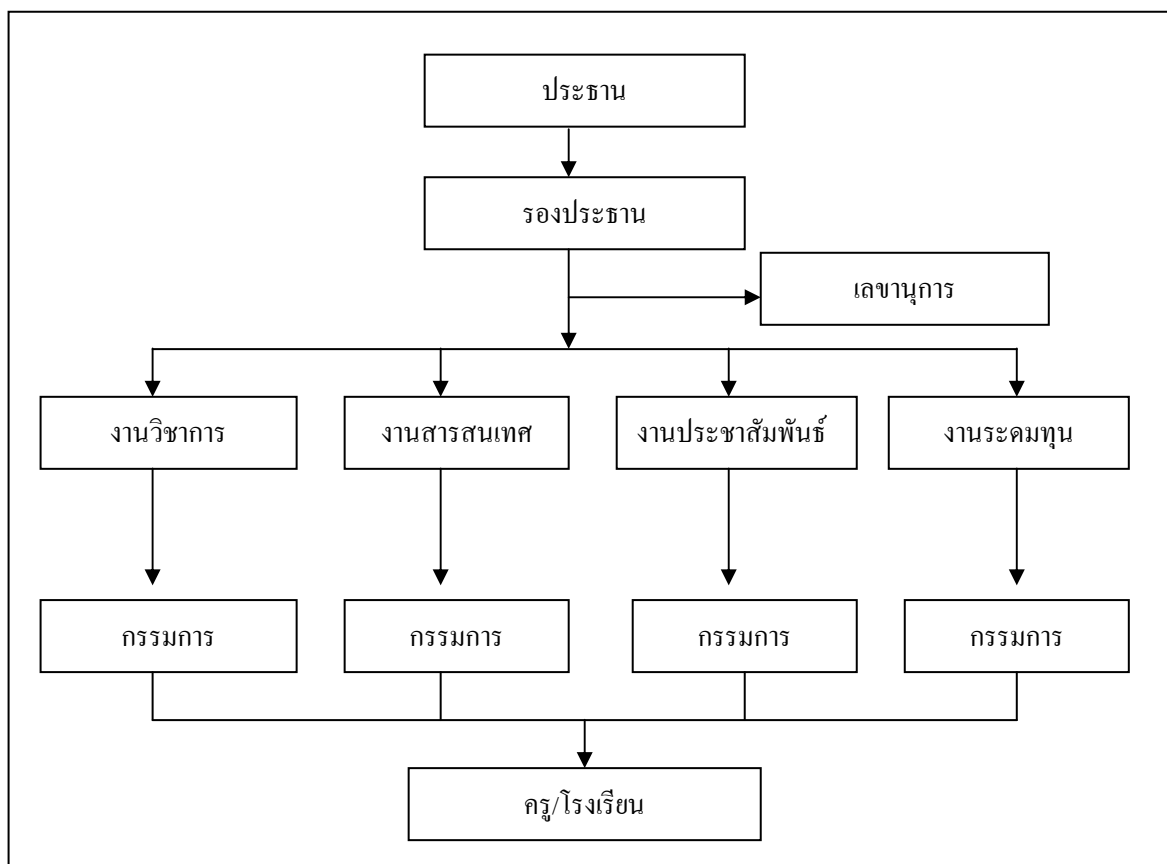 ประธาน
รองประธาน
เลขานุการ
งานวิชาการ
งานสารสนเทศ
งานประชาสัมพันธ์
งานระดมทุน
กรรมการ
กรรมการ
กรรมการ
กรรมการ
ครู/โรงเรียน